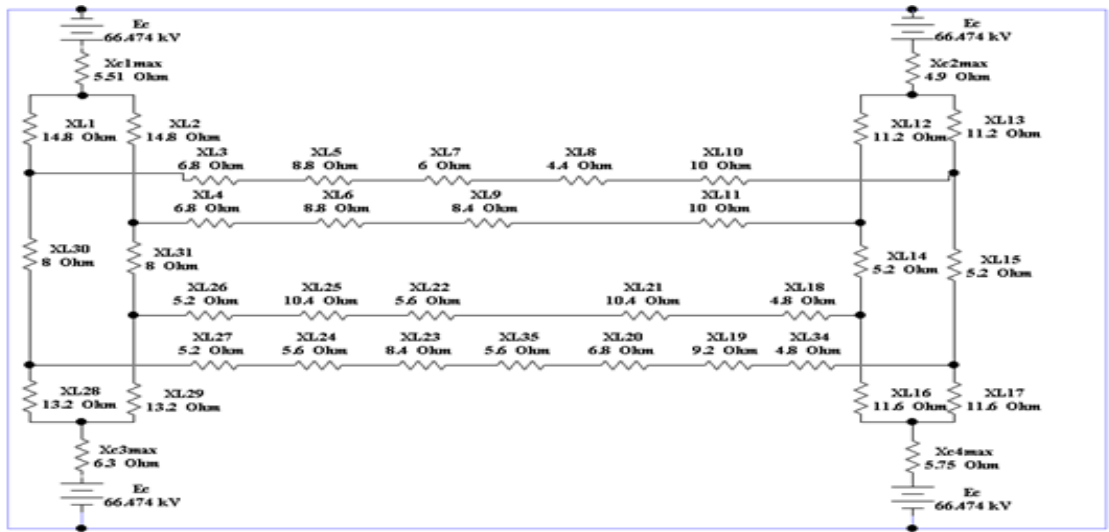 Ec
66.474 kV
Xc1max
5.51 Ohm
Ec
66.474 kV
Xc2max
4.9 Ohm
XL1
14.8 Ohm
XL2
14.8 Ohm
XL12
11.2 Ohm
XL13
11.2 Ohm
XL3
6.8 Ohm
XL5
8.8 Ohm
XL7
6 Ohm
XL8
4.4 Ohm
XL10
10 Ohm
XL4
6.8 Ohm
XL6
8.8 Ohm
XL9
8.4 Ohm
XL11
10 Ohm
XL30
8 Ohm
XL31
8 Ohm
XL14
5.2 Ohm
XL15
5.2 Ohm
XL26
5.2 Ohm
XL25
10.4 Ohm
XL22
5.6 Ohm
XL21
10.4 Ohm
XL18
4.8 Ohm
XL27
5.2 Ohm
XL24
5.6 Ohm
XL23
8.4 Ohm
XL35
5.6 Ohm
XL20
6.8 Ohm
XL19
9.2 Ohm
XL34
4.8 Ohm
XL28
13.2 Ohm
XL29
13.2 Ohm
XL16
11.6 Ohm
XL17
11.6 Ohm
Xc3max
6.3 Ohm
Ec
66.474 kV
Xc4max
5.75 Ohm
Ec
66.474 kV